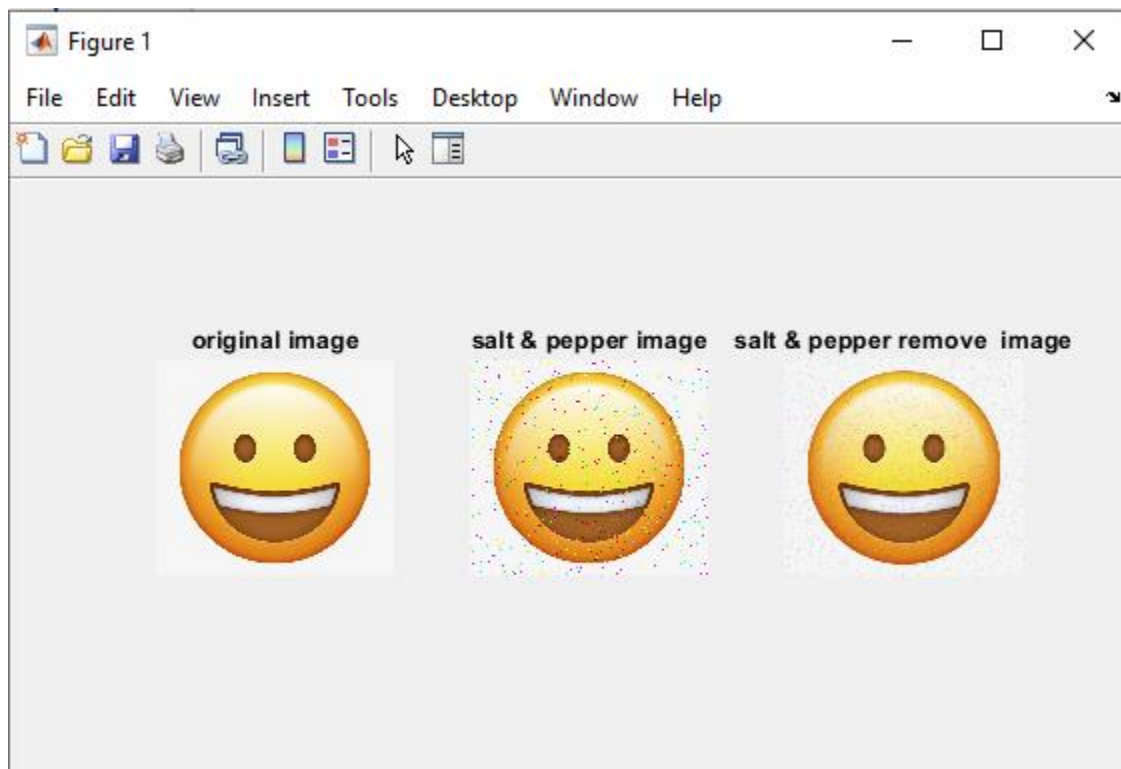 Figure 1
File Edit View Insert Tools Desktop Window Help
original image salt & pepper image salt & pepper remove  image